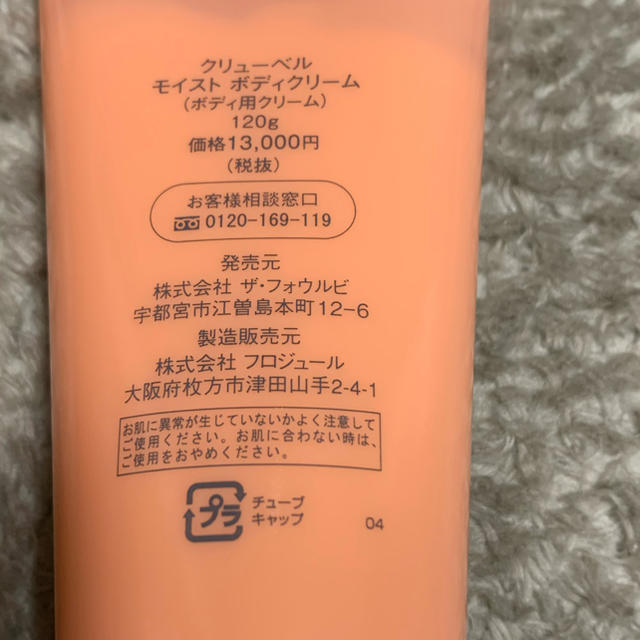 クリューベル
モイスト ボディクリーム
(ボディ用クリーム)
120g
価格13,000円
(税抜)
お客様相談窓口
0120-169-119
発売元
株式会社 ザ・フォウルビ
宇都宮市江曽島本町12-6
製造販売元
株式会社 フロジュール
大阪府枚方市津田山手2-4-1
お肌に異常が生じていないかよく注意して
ご使用ください。お肌に合わない時は、
ご使用をおやめください。
プラ
チューブ
キャップ
04